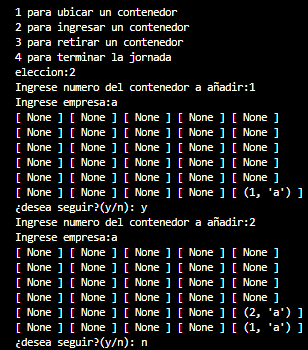 1 para ubicar un contenedor
2 para ingresar un contenedor
3 para retirar un contenedor
4 para terminar la jornada
eleccion:2
Ingrese numero del contenedor a añadir:1
Ingrese empresa:a
[ None ] [ None ] [ None ] [ None ] [ None ]
[ None ] [ None ] [ None ] [ None ] [ None ]
[ None ] [ None ] [ None ] [ None ] [ None ]
[ None ] [ None ] [ None ] [ None ] [ None ]
[ None ] [ None ] [ None ] [ None ] [ None ]
[ None ] [ None ] [ None ] [ None ] [ (1, 'a') ]
¿desea seguir?(y/n): y
Ingrese numero del contenedor a añadir:2
Ingrese empresa:a
[ None ] [ None ] [ None ] [ None ] [ None ]
[ None ] [ None ] [ None ] [ None ] [ None ]
[ None ] [ None ] [ None ] [ None ] [ None ]
[ None ] [ None ] [ None ] [ None ] [ None ]
[ None ] [ None ] [ None ] [ None ] [ (2, 'a') ]
[ None ] [ None ] [ None ] [ None ] [ (1, 'a') ]
¿desea seguir?(y/n): n